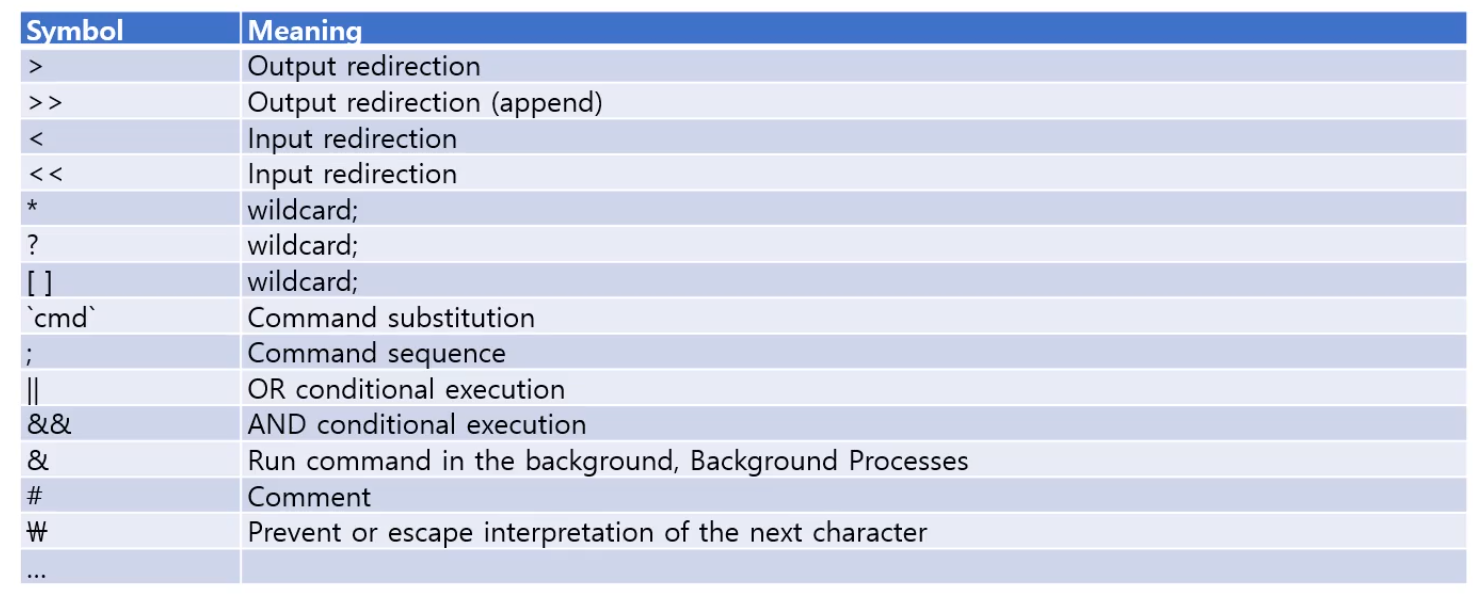 Symbol Meaning
> Output redirection
>> Output redirection (append)
< Input redirection
<< Input redirection
* wildcard;
? wildcard;
[ ] wildcard;
`cmd` Command substitution
; Command sequence
|| OR conditional execution
&& AND conditional execution
& Run command in the background, Background Processes
# Comment
₩ Prevent or escape interpretation of the next character
…